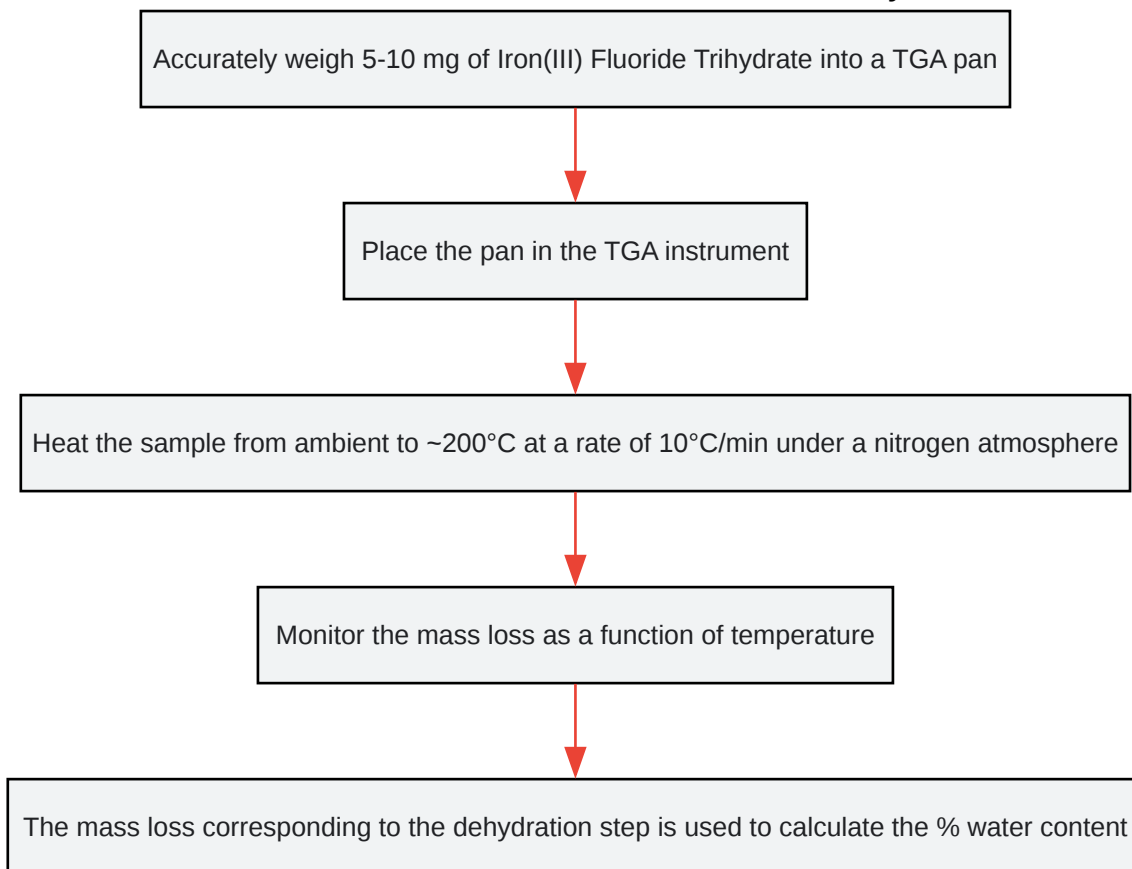 Accurately weigh 5-10 mg of Iron(III) Fluoride Trihydrate into a TGA pan
Place the pan in the TGA instrument
Heat the sample from ambient to ~200°C at a rate of 10°C/min under a nitrogen atmosphere
Monitor the mass loss as a function of temperature
The mass loss corresponding to the dehydration step is used to calculate the % water content